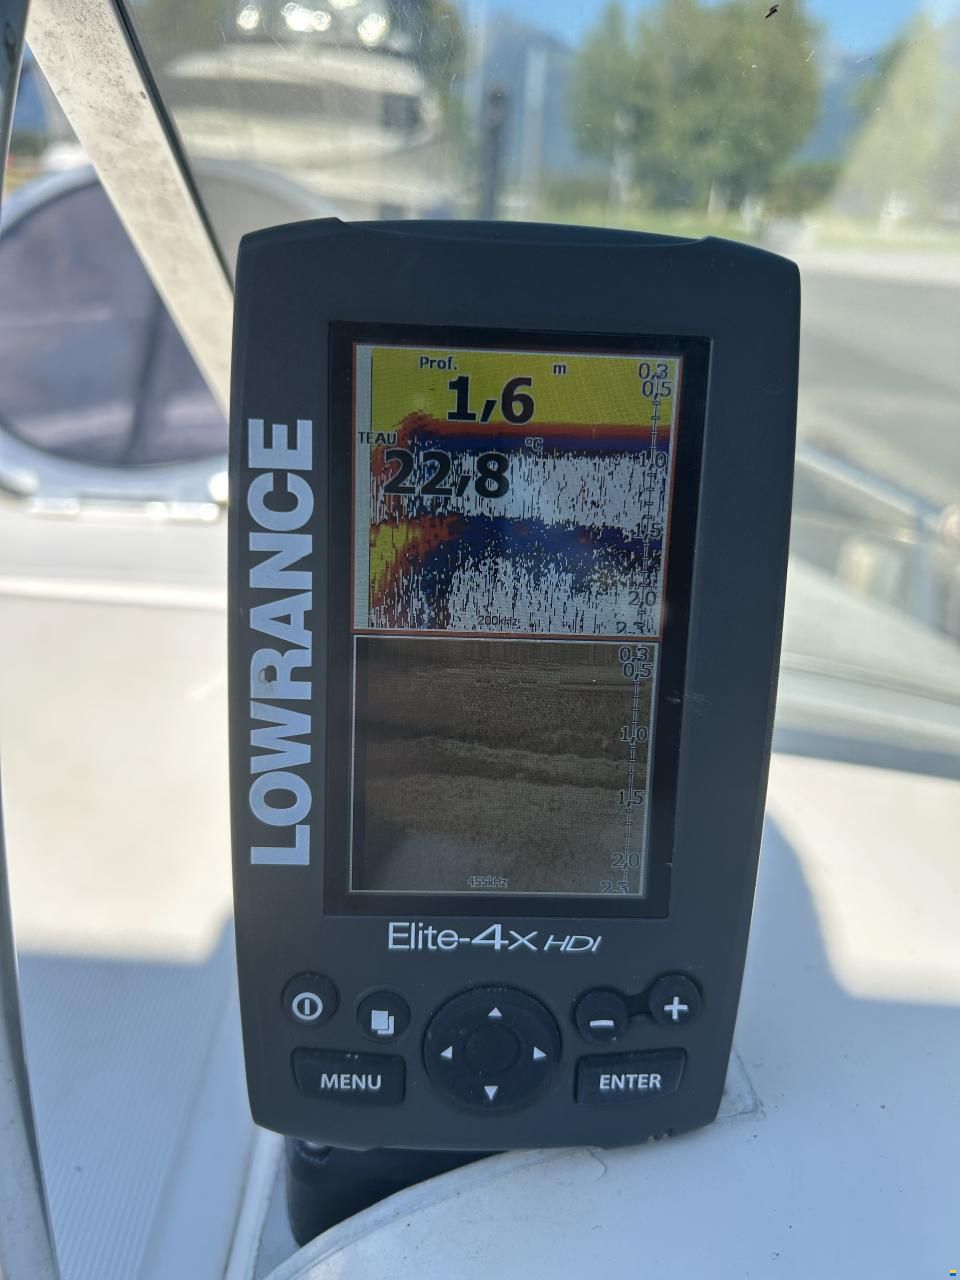 LOWRANCE
Prof. m
1,6
TEAU °C
22,8
0,3
0,5
1,0
1,5
2,0
200kHz
0,3
0,5
1,0
1,5
2,0
2,5
455kHz
Elite-4x HDI
MENU
ENTER